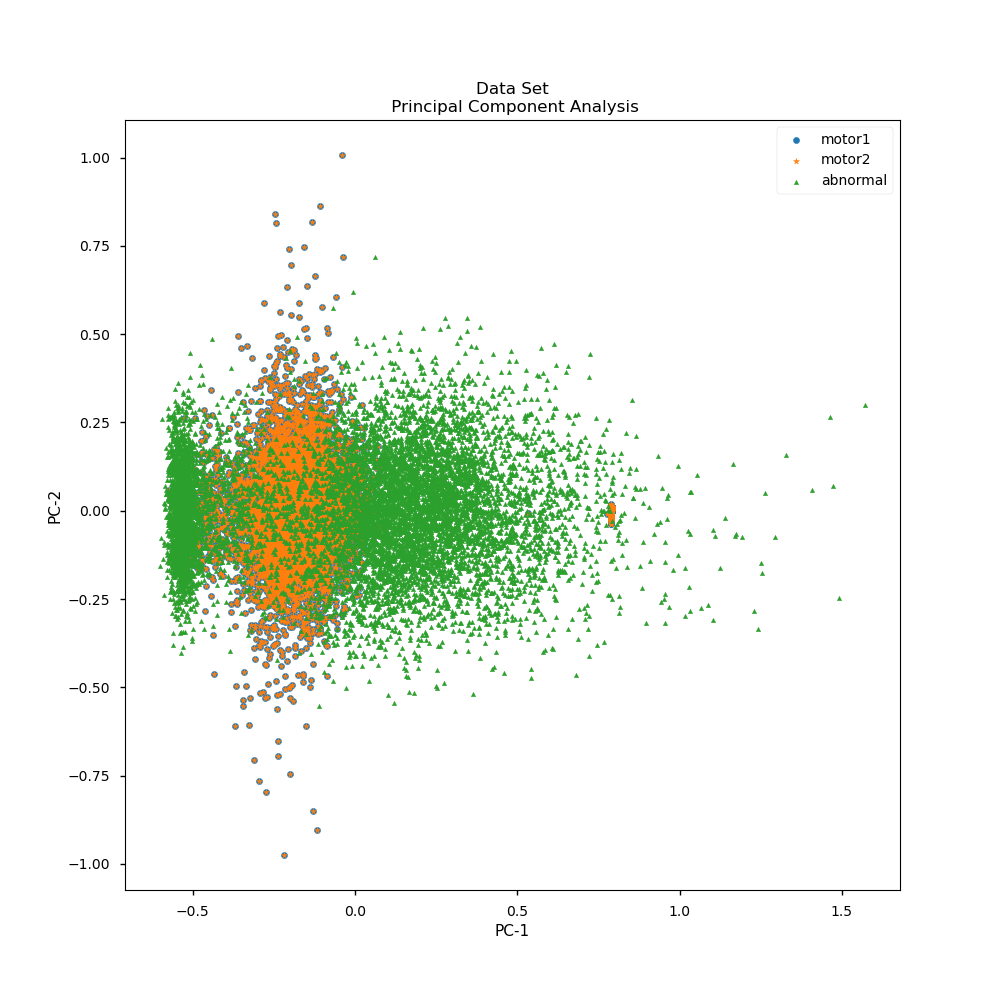 Data Set
Principal Component Analysis
motor1
motor2
abnormal
1.00
0.75
0.50
0.25
0.00
−0.25
−0.50
−0.75
−1.00
PC-2
−0.5
0.0
0.5
1.0
1.5
PC-1